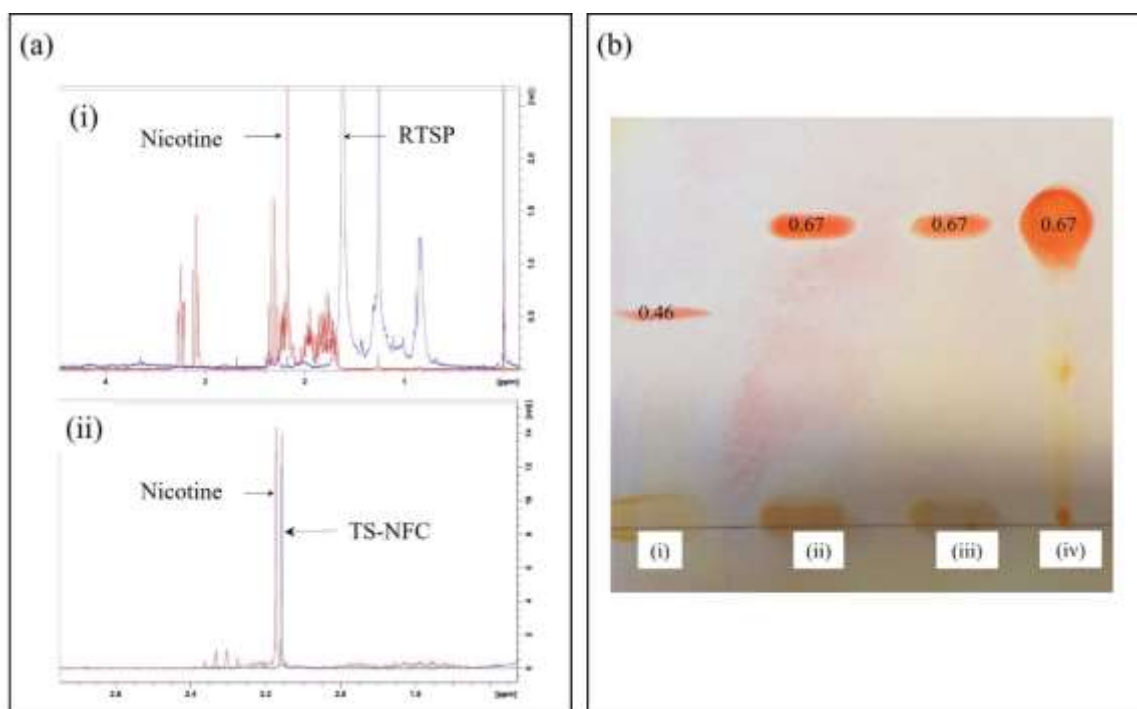 (a)
(i)
Nicotine
RTSP
4
3
2
1
[ppm]
(ii)
Nicotine
TS-NFC
[ppm]
(b)
0.67
0.67
0.67
0.46
(i)
(ii)
(iii)
(iv)